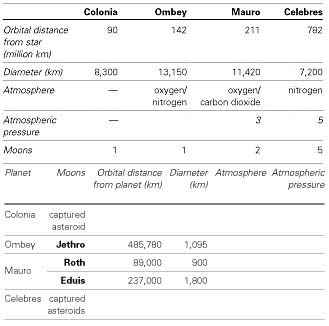 Colonia Ombey Mauro Celebres
Orbital distance 90 142 211 782
from star
(million km)
Diameter (km) 8,300 13,150 11,420 7,200
Atmosphere — oxygen/ oxygen/ nitrogen
nitrogen carbon dioxide
Atmospheric — 3 5
pressure
Moons 1 1 2 5
Planet Moons Orbital distance Diameter Atmosphere Atmospheric
from planet (km) (km) pressure
Colonia captured
asteroid
Ombey Jethro 485,780 1,095
Mauro Roth 89,000 900
Eduis 237,000 1,800
Celebres captured
asteroids